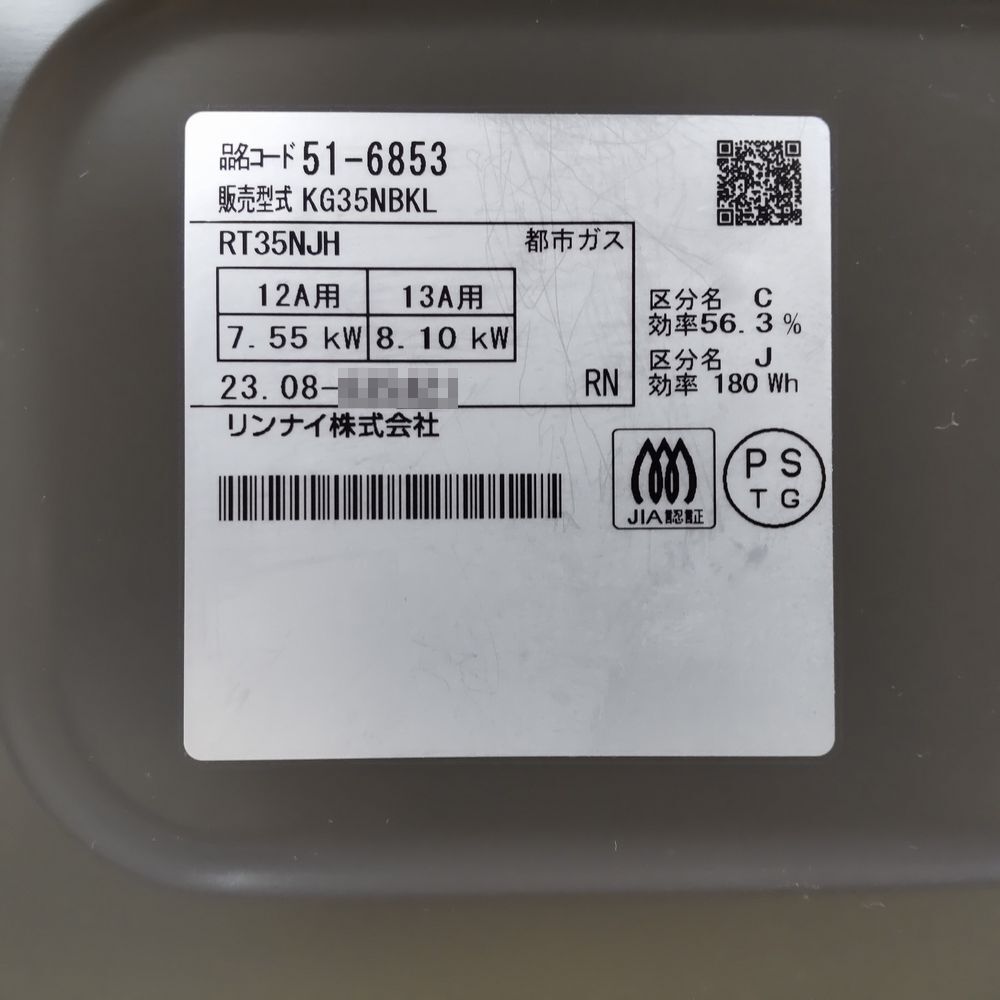 品名コード 51-6853
販売型式 KG35NBKL
RT35NJH 都市ガス
12A用 13A用
7.55 kW 8.10 kW
23.08-
RN
リンナイ株式会社
区分名 C
効率56.3 %
区分名 J
効率 180 Wh
JIA認証
PS
TG